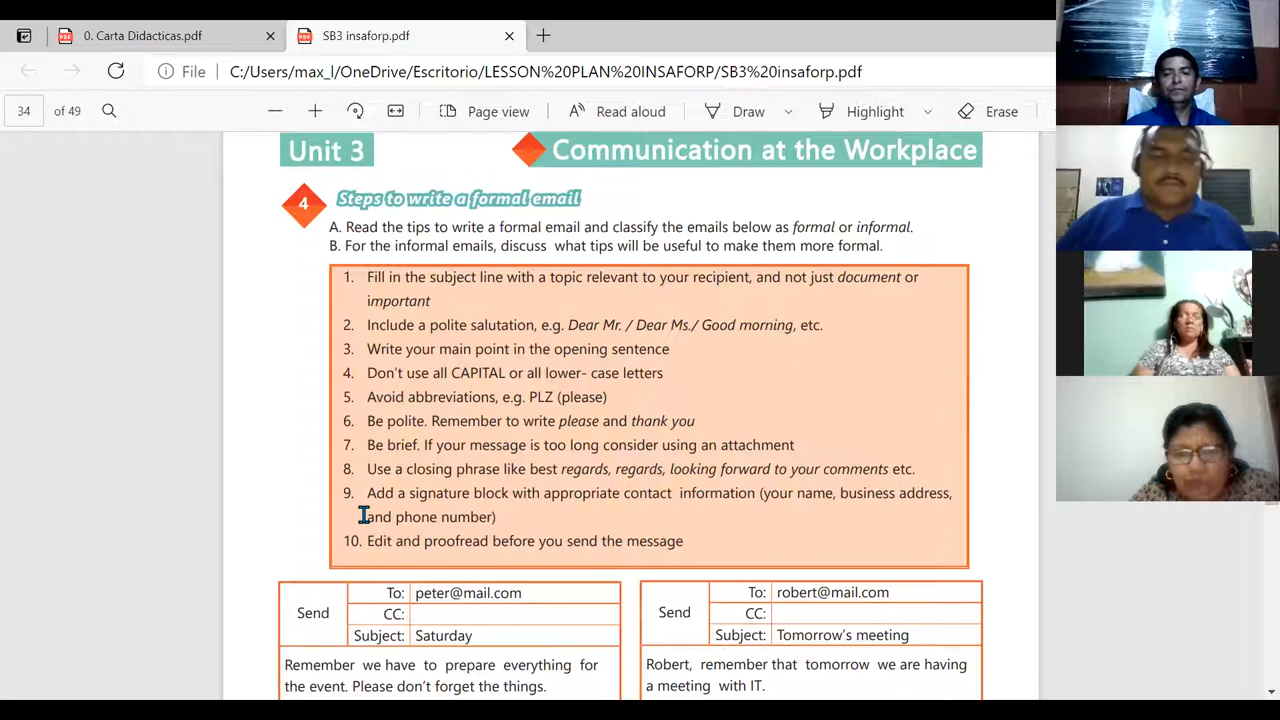 0. Carta Didacticas.pdf
SB3 insaforp.pdf
File
C:/Users/max_l/OneDrive/Escritorio/LESSON%20PLAN%20INSAFORP/SB3%20insaforp.pdf
34 of 49
Page view
Read aloud
Draw
Highlight
Erase
Unit 3
Communication at the Workplace
4
Steps to write a formal email
A. Read the tips to write a formal email and classify the emails below as formal or informal.
B. For the informal emails, discuss what tips will be useful to make them more formal.
1. Fill in the subject line with a topic relevant to your recipient, and not just document or
important
2. Include a polite salutation, e.g. Dear Mr. / Dear Ms./ Good morning, etc.
3. Write your main point in the opening sentence
4. Don't use all CAPITAL or all lower- case letters
5. Avoid abbreviations, e.g. PLZ (please)
6. Be polite. Remember to write please and thank you
7. Be brief. If your message is too long consider using an attachment
8. Use a closing phrase like best regards, regards, looking forward to your comments etc.
9. Add a signature block with appropriate contact information (your name, business address,
and phone number)
10. Edit and proofread before you send the message
Send
To: peter@mail.com
CC:
Subject: Saturday
Remember we have to prepare everything for
the event. Please don't forget the things.
Send
To: robert@mail.com
CC:
Subject: Tomorrow's meeting
Robert, remember that tomorrow we are having
a meeting with IT.